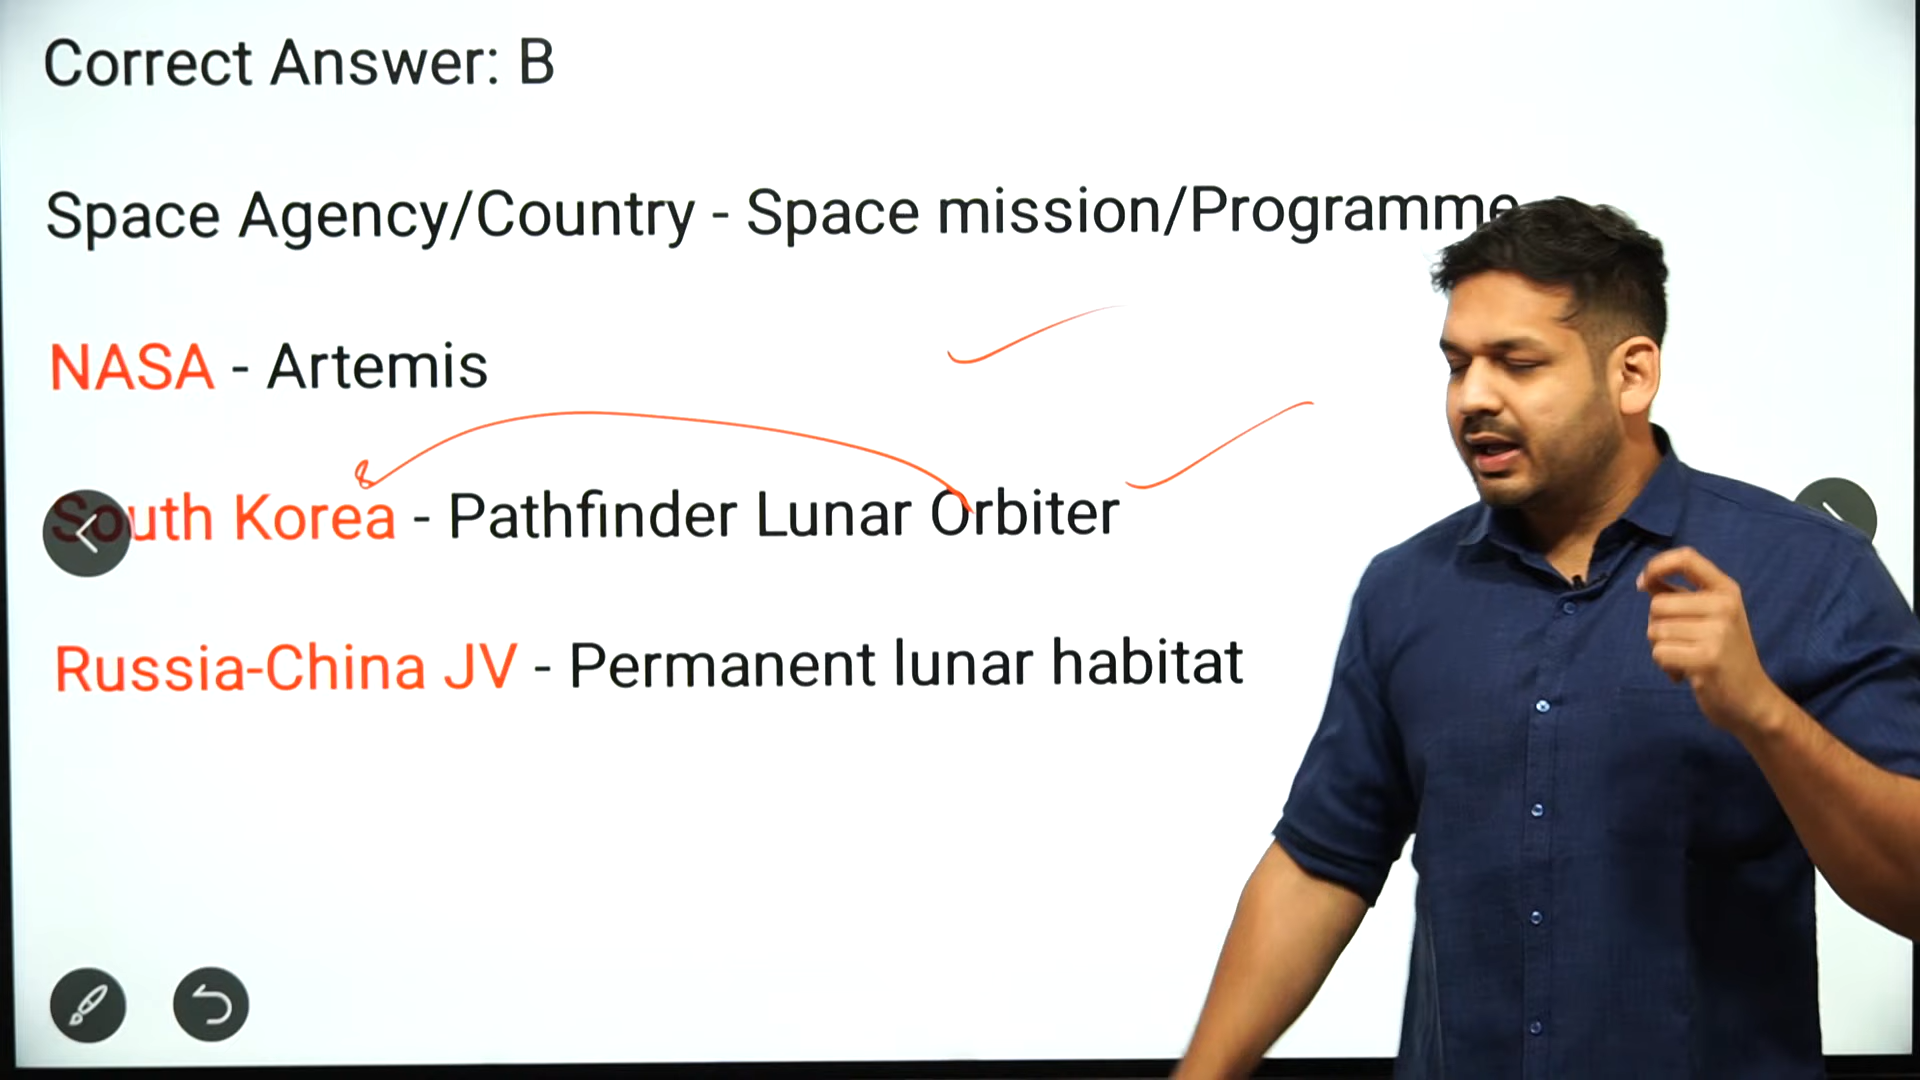 Correct Answer: B
Space Agency/Country - Space mission/Programme
NASA - Artemis
South Korea - Pathfinder Lunar Orbiter
Russia-China JV - Permanent lunar habitat